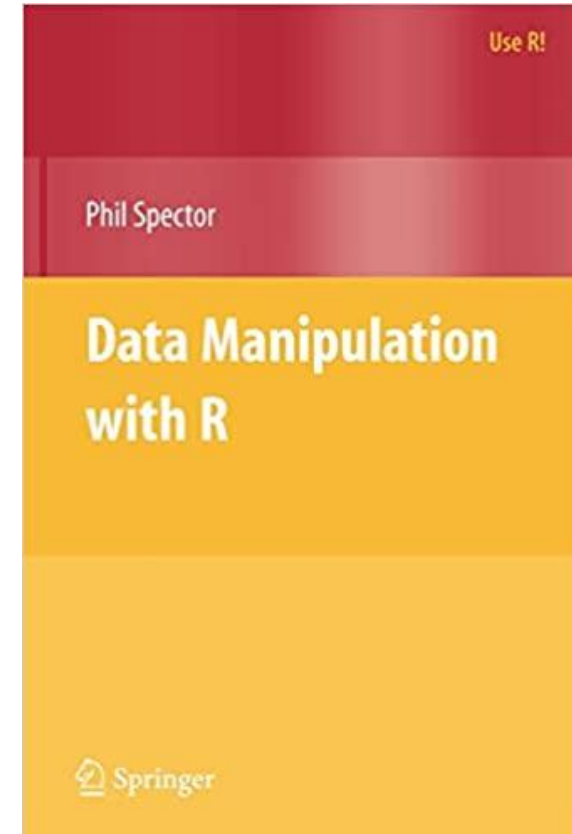 Use R!
Phil Spector
Data Manipulation
with R
Springer